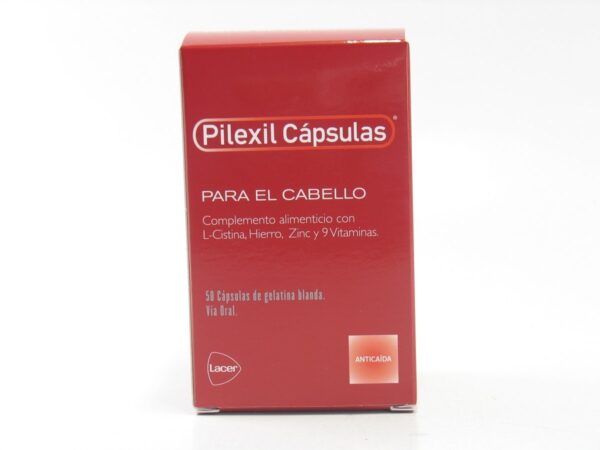 Pilexil Cápsulas®
PARA EL CABELLO
Complemento alimenticio con
L-Cistina, Hierro, Zinc y 9 Vitaminas.
50 Cápsulas de gelatina blanda.
Vía Oral.
Lacer
ANTICAÍDA